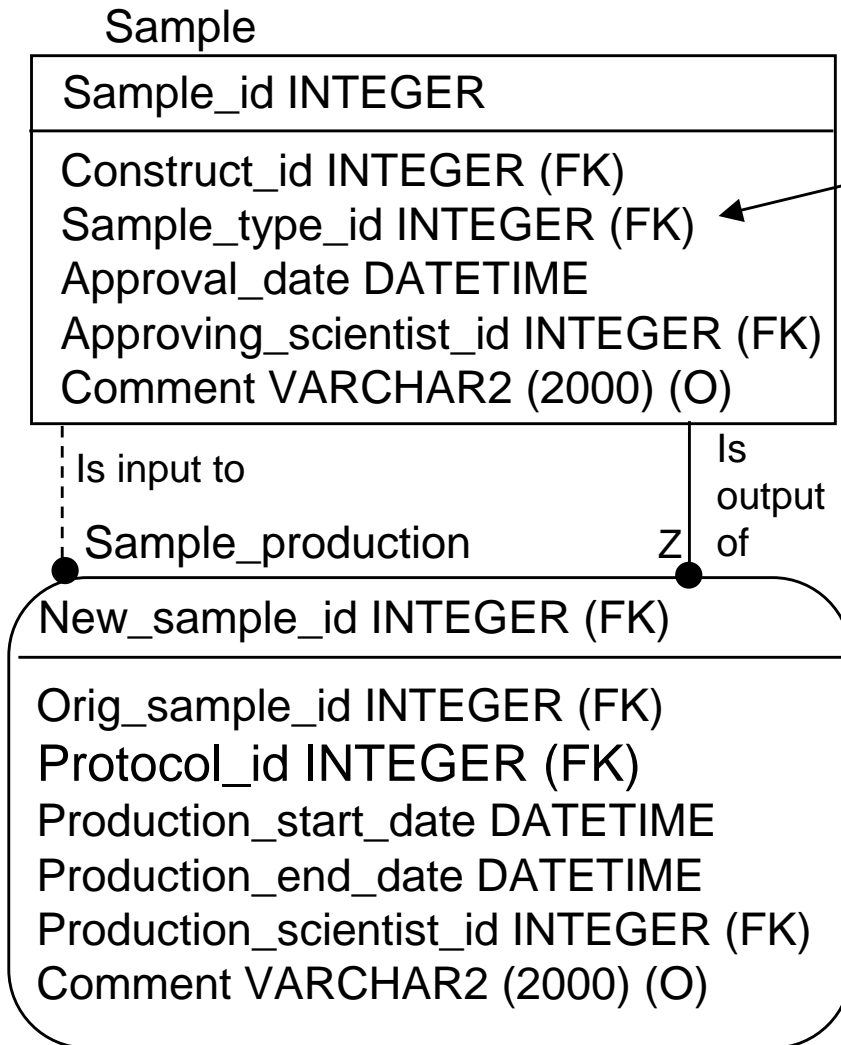 Sample
Sample_id INTEGER
Construct_id INTEGER (FK)
Sample_type_id INTEGER (FK)
Approval_date DATETIME
Approving_scientist_id INTEGER (FK)
Comment VARCHAR2 (2000) (O)
Is input to
Is
output
of
Sample_production
Z
New_sample_id INTEGER (FK)
Orig_sample_id INTEGER (FK)
Protocol_id INTEGER (FK)
Production_start_date DATETIME
Production_end_date DATETIME
Production_scientist_id INTEGER (FK)
Comment VARCHAR2 (2000) (O)